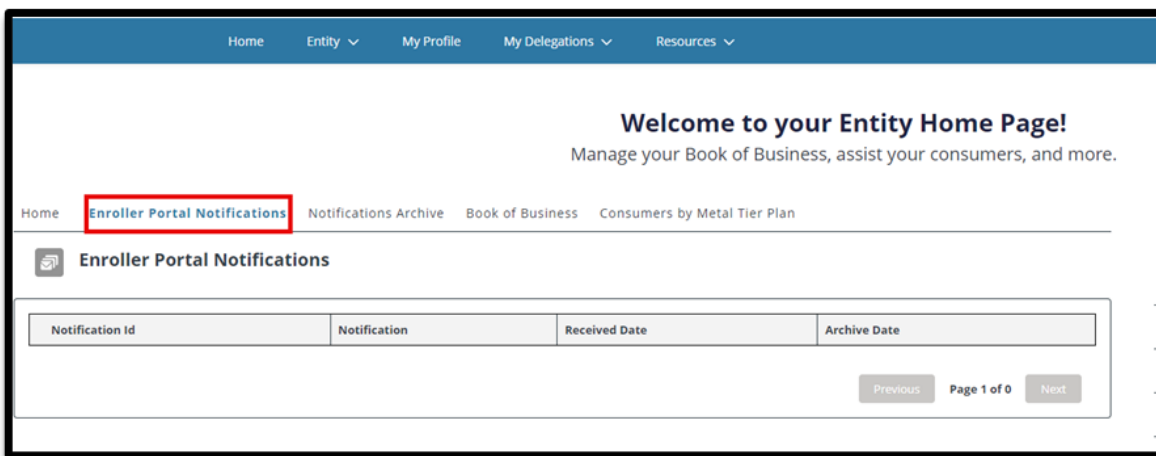 Home Entity My Profile My Delegations Resources
Welcome to your Entity Home Page!
Manage your Book of Business, assist your consumers, and more.
Home Enroller Portal Notifications Notifications Archive Book of Business Consumers by Metal Tier Plan
Enroller Portal Notifications
Notification Id Notification Received Date Archive Date
Previous Page 1 of 0 Next